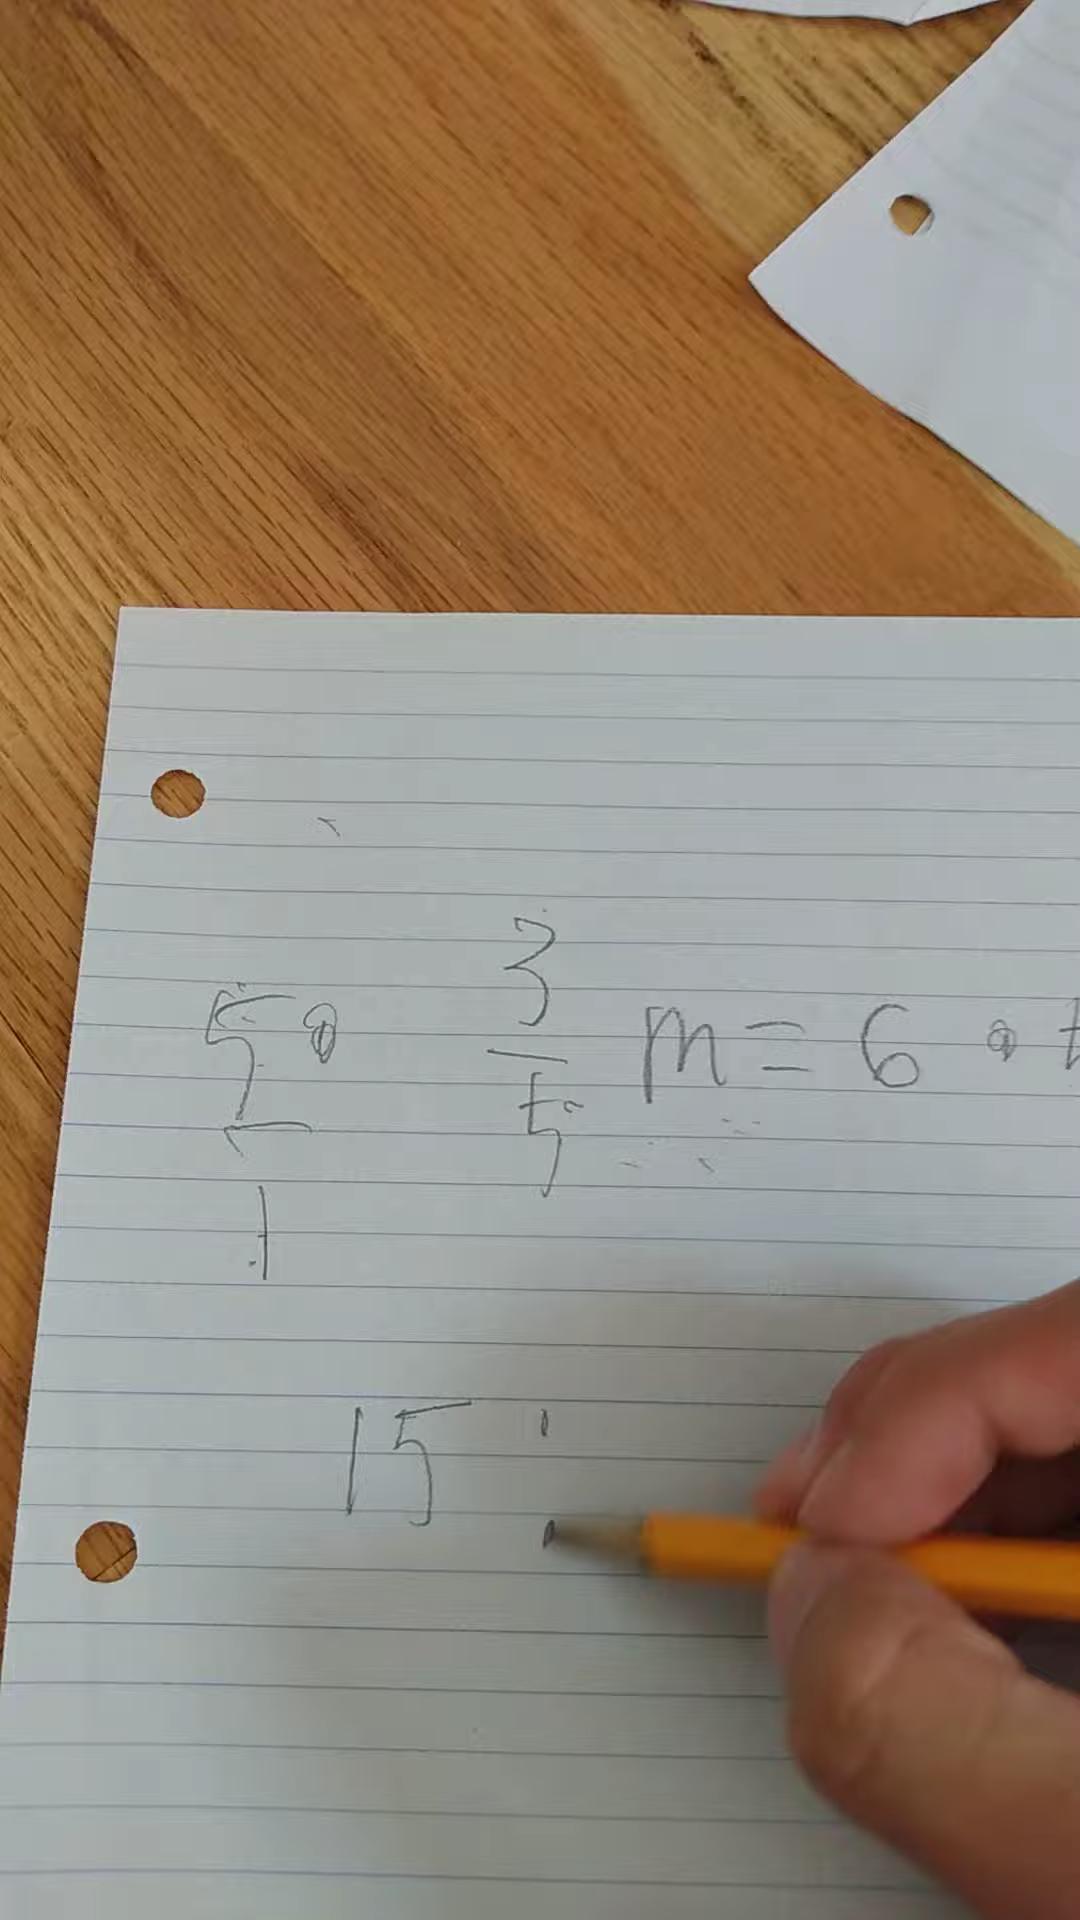 5/1 • 3/5 m = 6 •
15 :